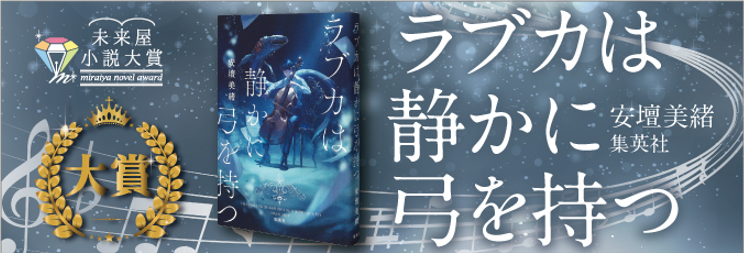 未来屋
小説大賞
miraiya novel award
大賞
ラブカは
静かに
弓を持つ
安壇美緒
ラブカは
静かに
弓を持つ
安壇美緒
集英社